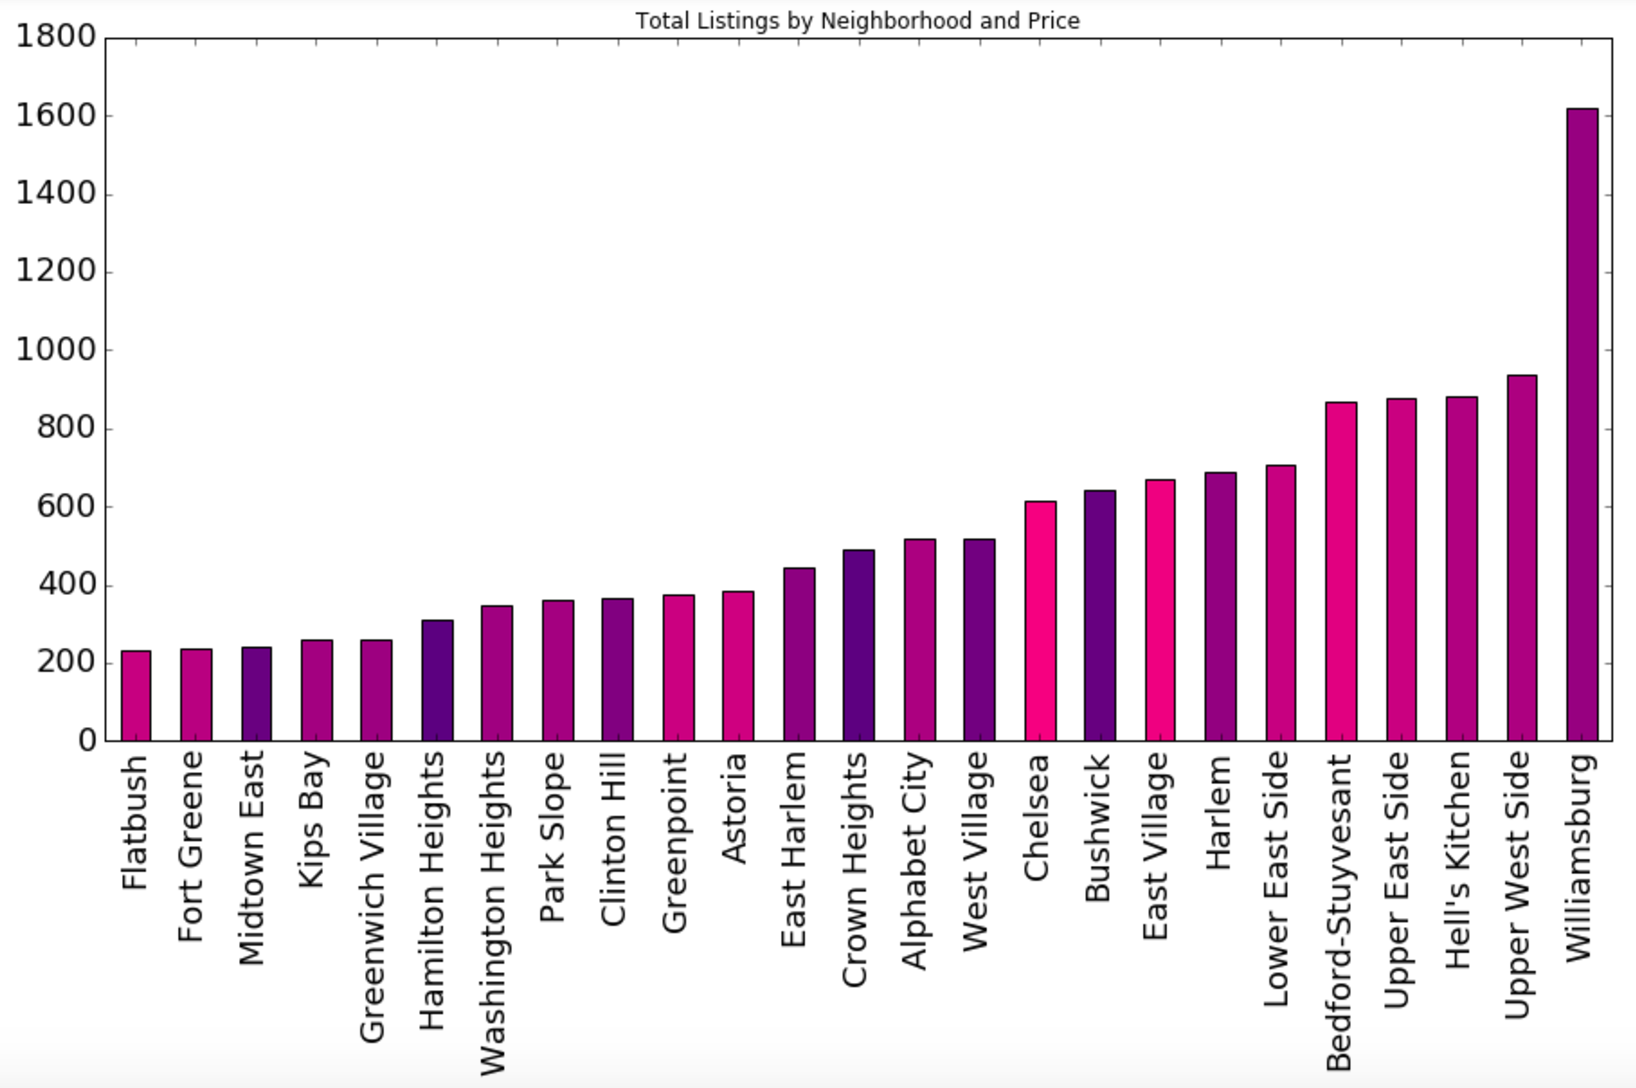 Total Listings by Neighborhood and Price
1800
1600
1400
1200
1000
800
600
400
200
0
Flatbush
Fort Greene
Midtown East
Kips Bay
Greenwich Village
Hamilton Heights
Washington Heights
Park Slope
Clinton Hill
Greenpoint
Astoria
East Harlem
Crown Heights
Alphabet City
West Village
Chelsea
Bushwick
East Village
Harlem
Lower East Side
Bedford-Stuyvesant
Upper East Side
Hell's Kitchen
Upper West Side
Williamsburg